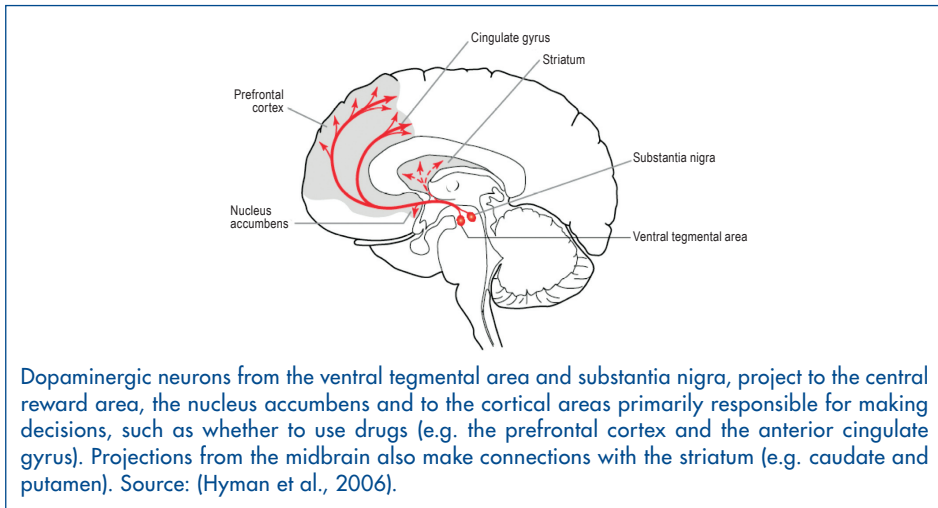 Cingulate gyrus
Striatum
Prefrontal
cortex
Substantia nigra
Nucleus
accumbens
Ventral tegmental area
Dopaminergic neurons from the ventral tegmental area and substantia nigra, project to the central
reward area, the nucleus accumbens and to the cortical areas primarily responsible for making
decisions, such as whether to use drugs (e.g. the prefrontal cortex and the anterior cingulate
gyrus). Projections from the midbrain also make connections with the striatum (e.g. caudate and
putamen). Source: (Hyman et al., 2006).